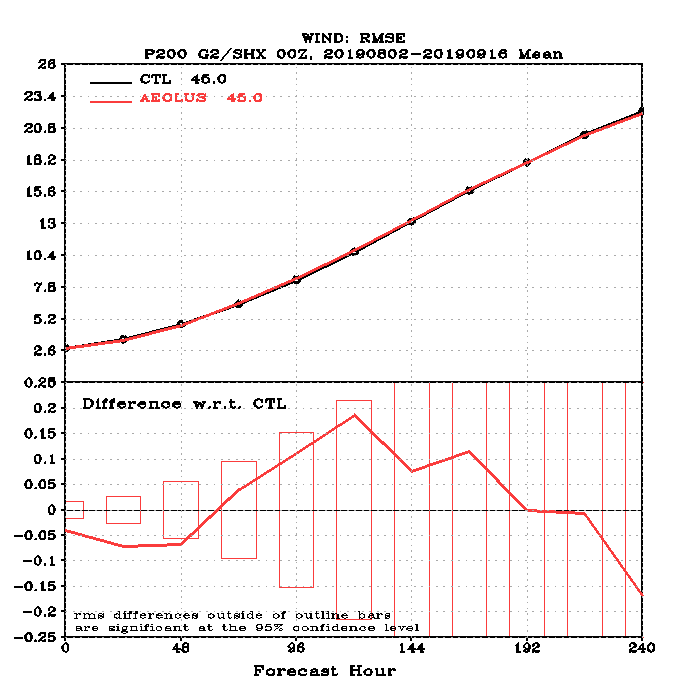 WIND: RMSE
P200 G2/SHX 00Z, 20190802-20190916 Mean
26
CTL 46.0
23.4
AEOLUS 45.0
20.8
18.2
15.6
13
10.4
7.8
5.2
2.6
0.25
Difference w.r.t. CTL
0.2
0.15
0.1
0.05
0
-0.05
-0.1
-0.15
-0.2
rms differences outside of outline bars
are significant at the 95% confidence level
-0.25
0 48 96 144 192 240
Forecast Hour